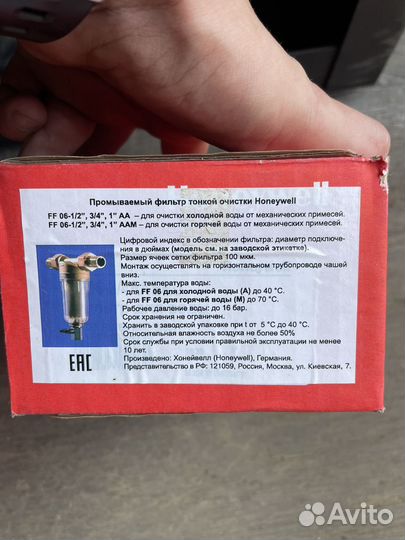 Промываемый фильтр тонкой очистки Honeywell
FF 06-1/2", 3/4", 1" AA – для очистки холодной воды от механических примесей.
FF 06-1/2", 3/4", 1" AAM – для очистки горячей воды от механических примесей.
Цифровой индекс в обозначении фильтра: диаметр подключе-
ния в дюймах (модель см. на заводской этикетке).
Размер ячеек сетки фильтра 100 мкм.
Монтаж осуществлять на горизонтальном трубопроводе чашей
вниз.
Макс. температура воды:
- для FF 06 для холодной воды (А) до 40 °C.
- для FF 06 для горячей воды (М) до 70 °C.
Рабочее давление воды: до 16 бар.
Срок хранения не ограничен.
Хранить в заводской упаковке при t от 5 °C до 40 °C.
Относительность влажность воздуха не более 50%
Срок службы при условии правильной эксплуатации не менее
10 лет.
Производство: Хонейвелл (Honeywell), Германия.
Представительство в РФ: 121059, Россия, Москва, ул. Киевская, 7.
EAC
Avito